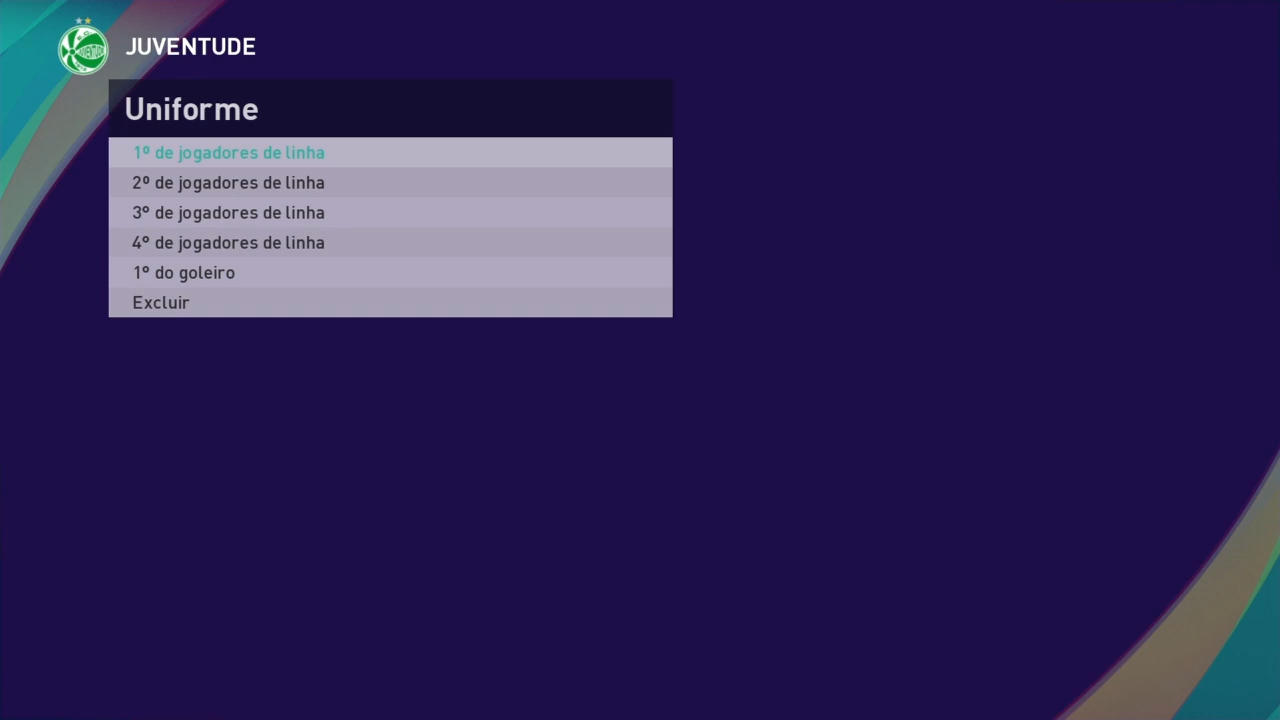 JUVENTUDE
Uniforme
1º de jogadores de linha
2º de jogadores de linha
3º de jogadores de linha
4º de jogadores de linha
1º do goleiro
Excluir